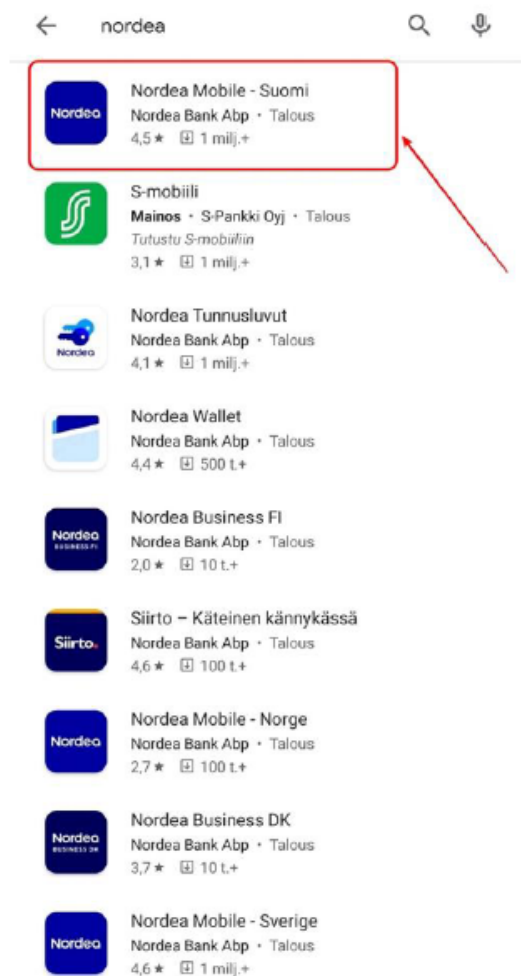 nordea
Nordea
Nordea Mobile - Suomi
Nordea Bank Abp • Talous
4,5★ 1 milj.+
S-mobiili
Mainos • S-Pankki Oyj • Talous
Tutustu S-mobiiliin
3,1★ 1 milj.+
Nordea
Nordea Tunnusluvut
Nordea Bank Abp • Talous
4,1★ 1 milj.+
Nordea Wallet
Nordea Bank Abp • Talous
4,4★ 500 t.+
Nordea
BUSINESS FI
Nordea Business FI
Nordea Bank Abp • Talous
2,0★ 10 t.+
Siirto.
Siirto – Käteinen kännykässä
Nordea Bank Abp • Talous
4,6★ 100 t.+
Nordea
Nordea Mobile - Norge
Nordea Bank Abp • Talous
2,7★ 100 t.+
Nordea
BUSINESS DK
Nordea Business DK
Nordea Bank Abp • Talous
3,7★ 10 t.+
Nordea
Nordea Mobile - Sverige
Nordea Bank Abp • Talous
4,6★ 1 milj.+